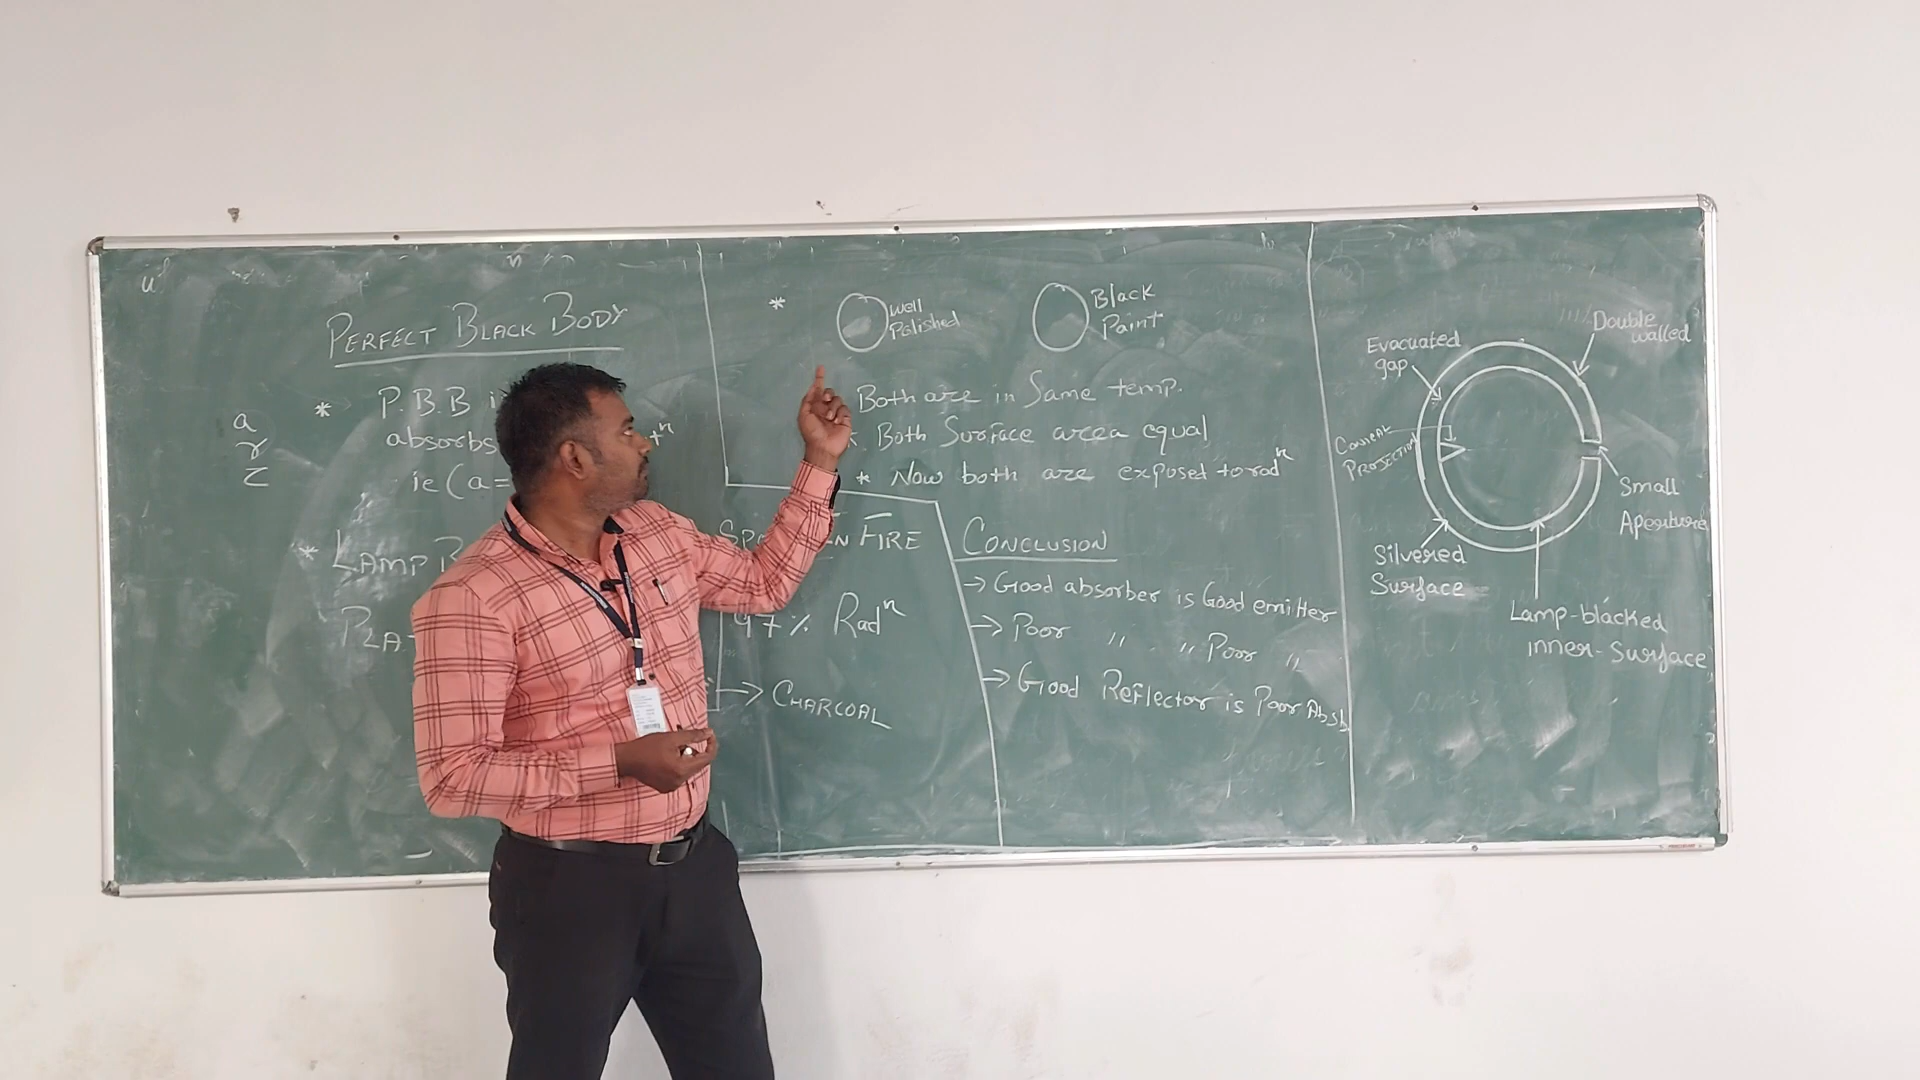 PERFECT BLACK BODY
* P.B.B
a
absorbs
r
ie (a =
* LAMP B
PLA
FIRE
97% Radⁿ
→ CHARCOAL
* Well Polished
Black Paint
Both are in Same temp.
* Both Surface area equal
* Now both are exposed to radⁿ
CONCLUSION
→ Good absorber is Good emitter
→ Poor " " Poor "
→ Good Reflector is Poor Absb
Evacuated
gap
Double
walled
PROJECTION
Small
Aperture
Silvered
Surface
Lamp-blacked
inner-surface